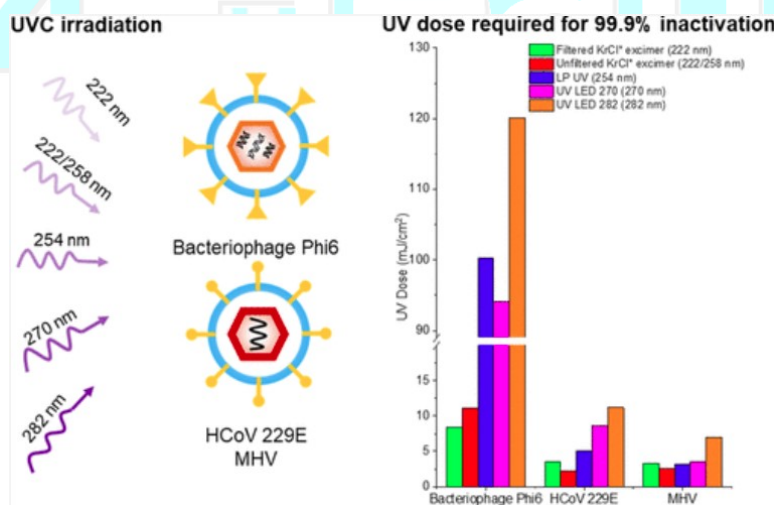 UVC irradiation
222 nm
222/258 nm
254 nm
270 nm
282 nm
Bacteriophage Phi6
HCoV 229E
MHV
UV dose required for 99.9% inactivation
Filtered KrCl* excimer (222 nm)
Unfiltered KrCl* excimer (222/258 nm)
LP UV (254 nm)
UV LED 270 (270 nm)
UV LED 282 (282 nm)
UV Dose (mJ/cm²)
130
120
110
100
90
15
10
5
0
Bacteriophage Phi6 HCoV 229E MHV